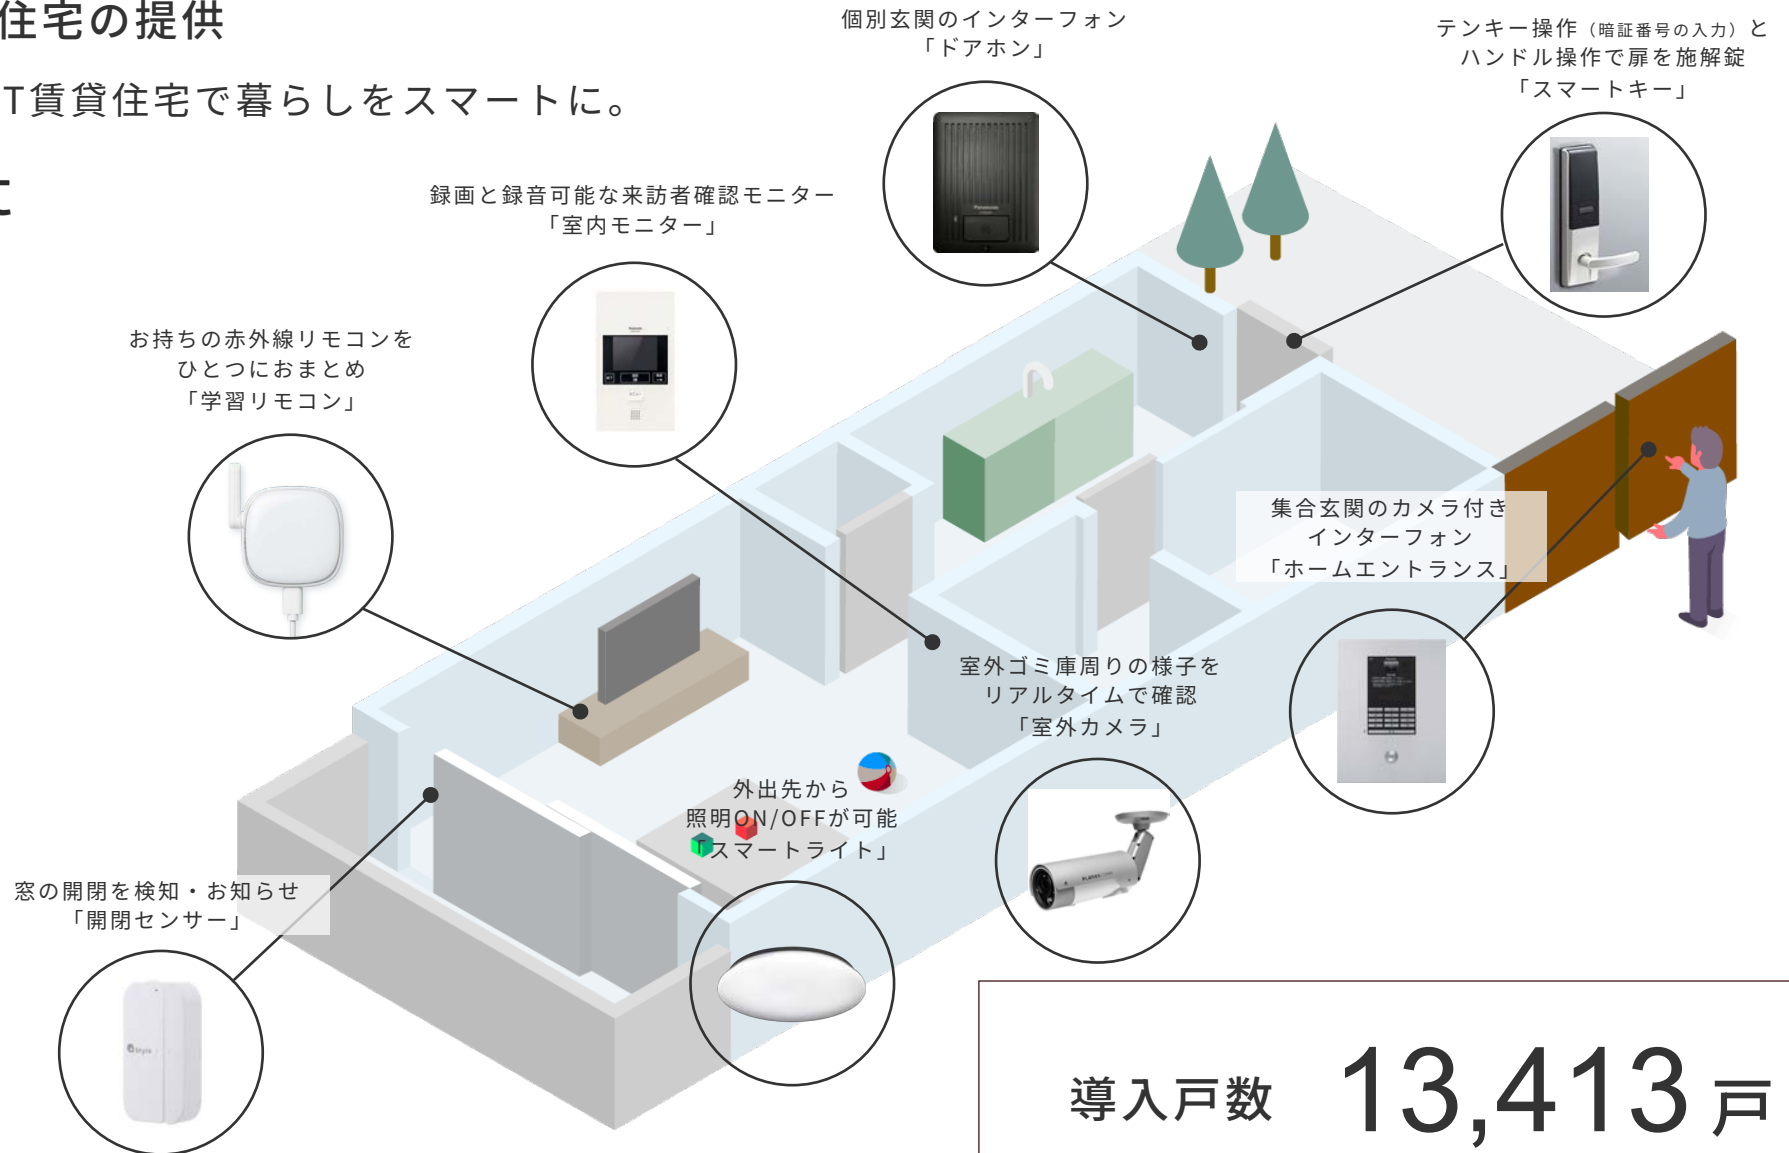 住宅の提供
T賃貸住宅で暮らしをスマートに。
に
個別玄関のインターフォン
「ドアホン」
テンキー操作（暗証番号の入力）と
ハンドル操作で扉を施解錠
「スマートキー」
録画と録音可能な来訪者確認モニター
「室内モニター」
お持ちの赤外線リモコンを
ひとつにおまとめ
「学習リモコン」
集合玄関のカメラ付き
インターフォン
「ホームエントランス」
室外ゴミ庫周りの様子を
リアルタイムで確認
「室外カメラ」
外出先から
照明ON/OFFが可能
「スマートライト」
窓の開閉を検知・お知らせ
「開閉センサー」
Panasonic
導入戸数 13,413 戸